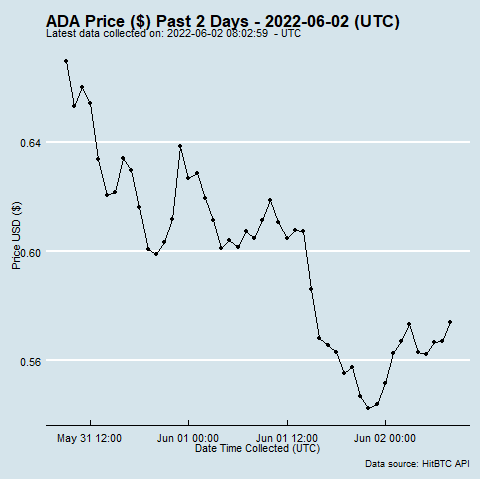 ADA Price ($) Past 2 Days - 2022-06-02 (UTC)
Latest data collected on: 2022-06-02 08:02:59 - UTC
0.64
0.60
0.56
Price USD ($)
May 31 12:00
Jun 01 00:00
Jun 01 12:00
Jun 02 00:00
Date Time Collected (UTC)
Data source: HitBTC API